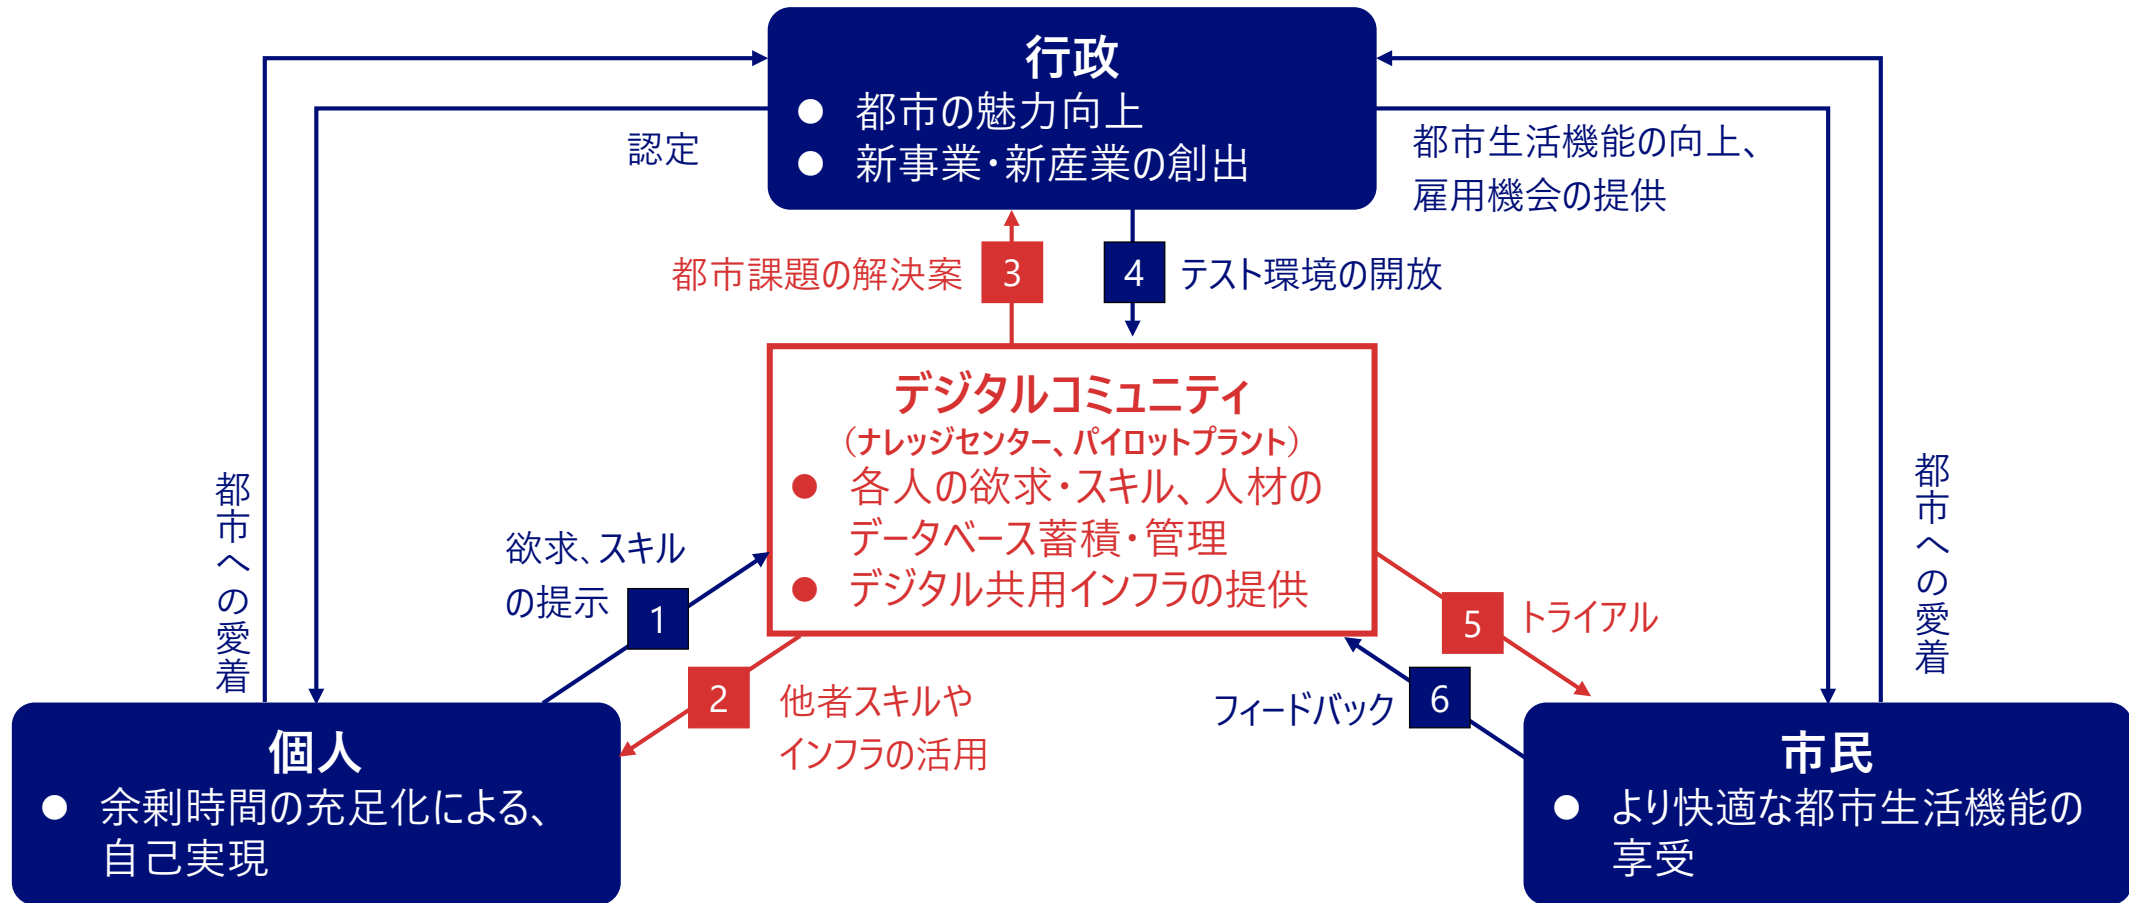 行政
● 都市の魅力向上
● 新事業・新産業の創出
認定
都市生活機能の向上、
雇用機会の提供
都市課題の解決案
3
4
テスト環境の開放
デジタルコミュニティ
（ナレッジセンター、パイロットプラント）
● 各人の欲求・スキル、人材の
データベース蓄積・管理
● デジタル共用インフラの提供
都市への愛着
都市への愛着
欲求、スキル
の提示
1
2
他者スキルや
インフラの活用
5
トライアル
フィードバック
6
個人
● 余剰時間の充足化による、
自己実現
市民
● より快適な都市生活機能の
享受